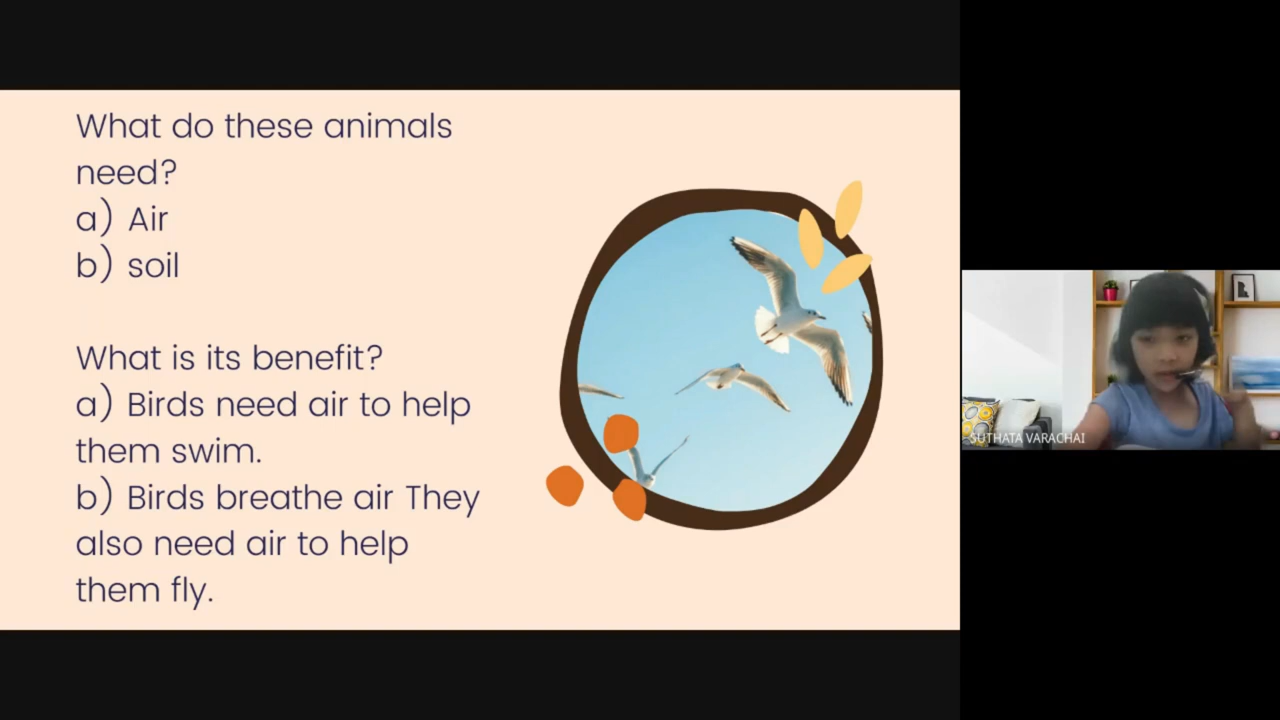 What do these animals
need?
a) Air
b) soil
What is its benefit?
a) Birds need air to help
them swim.
b) Birds breathe air They
also need air to help
them fly.
SUTHATA VARACHAI